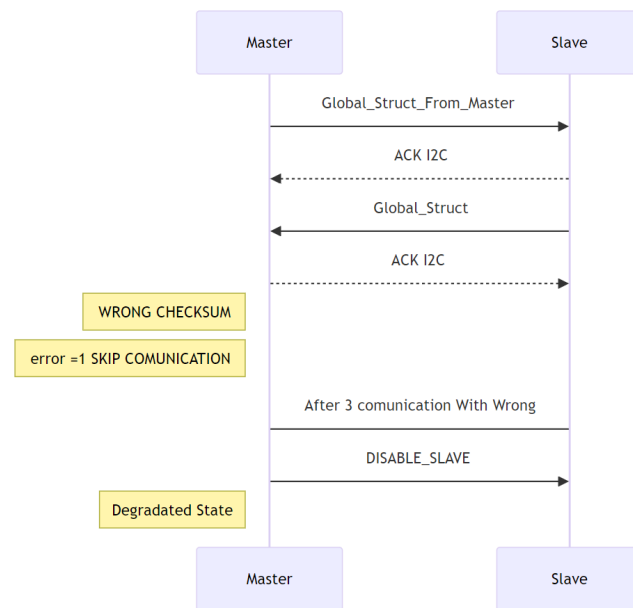 Master
Slave
Global_Struct_From_Master
ACK I2C
Global_Struct
ACK I2C
WRONG CHECKSUM
error =1 SKIP COMUNICATION
After 3 comunication With Wrong
DISABLE_SLAVE
Degradated State
Master
Slave